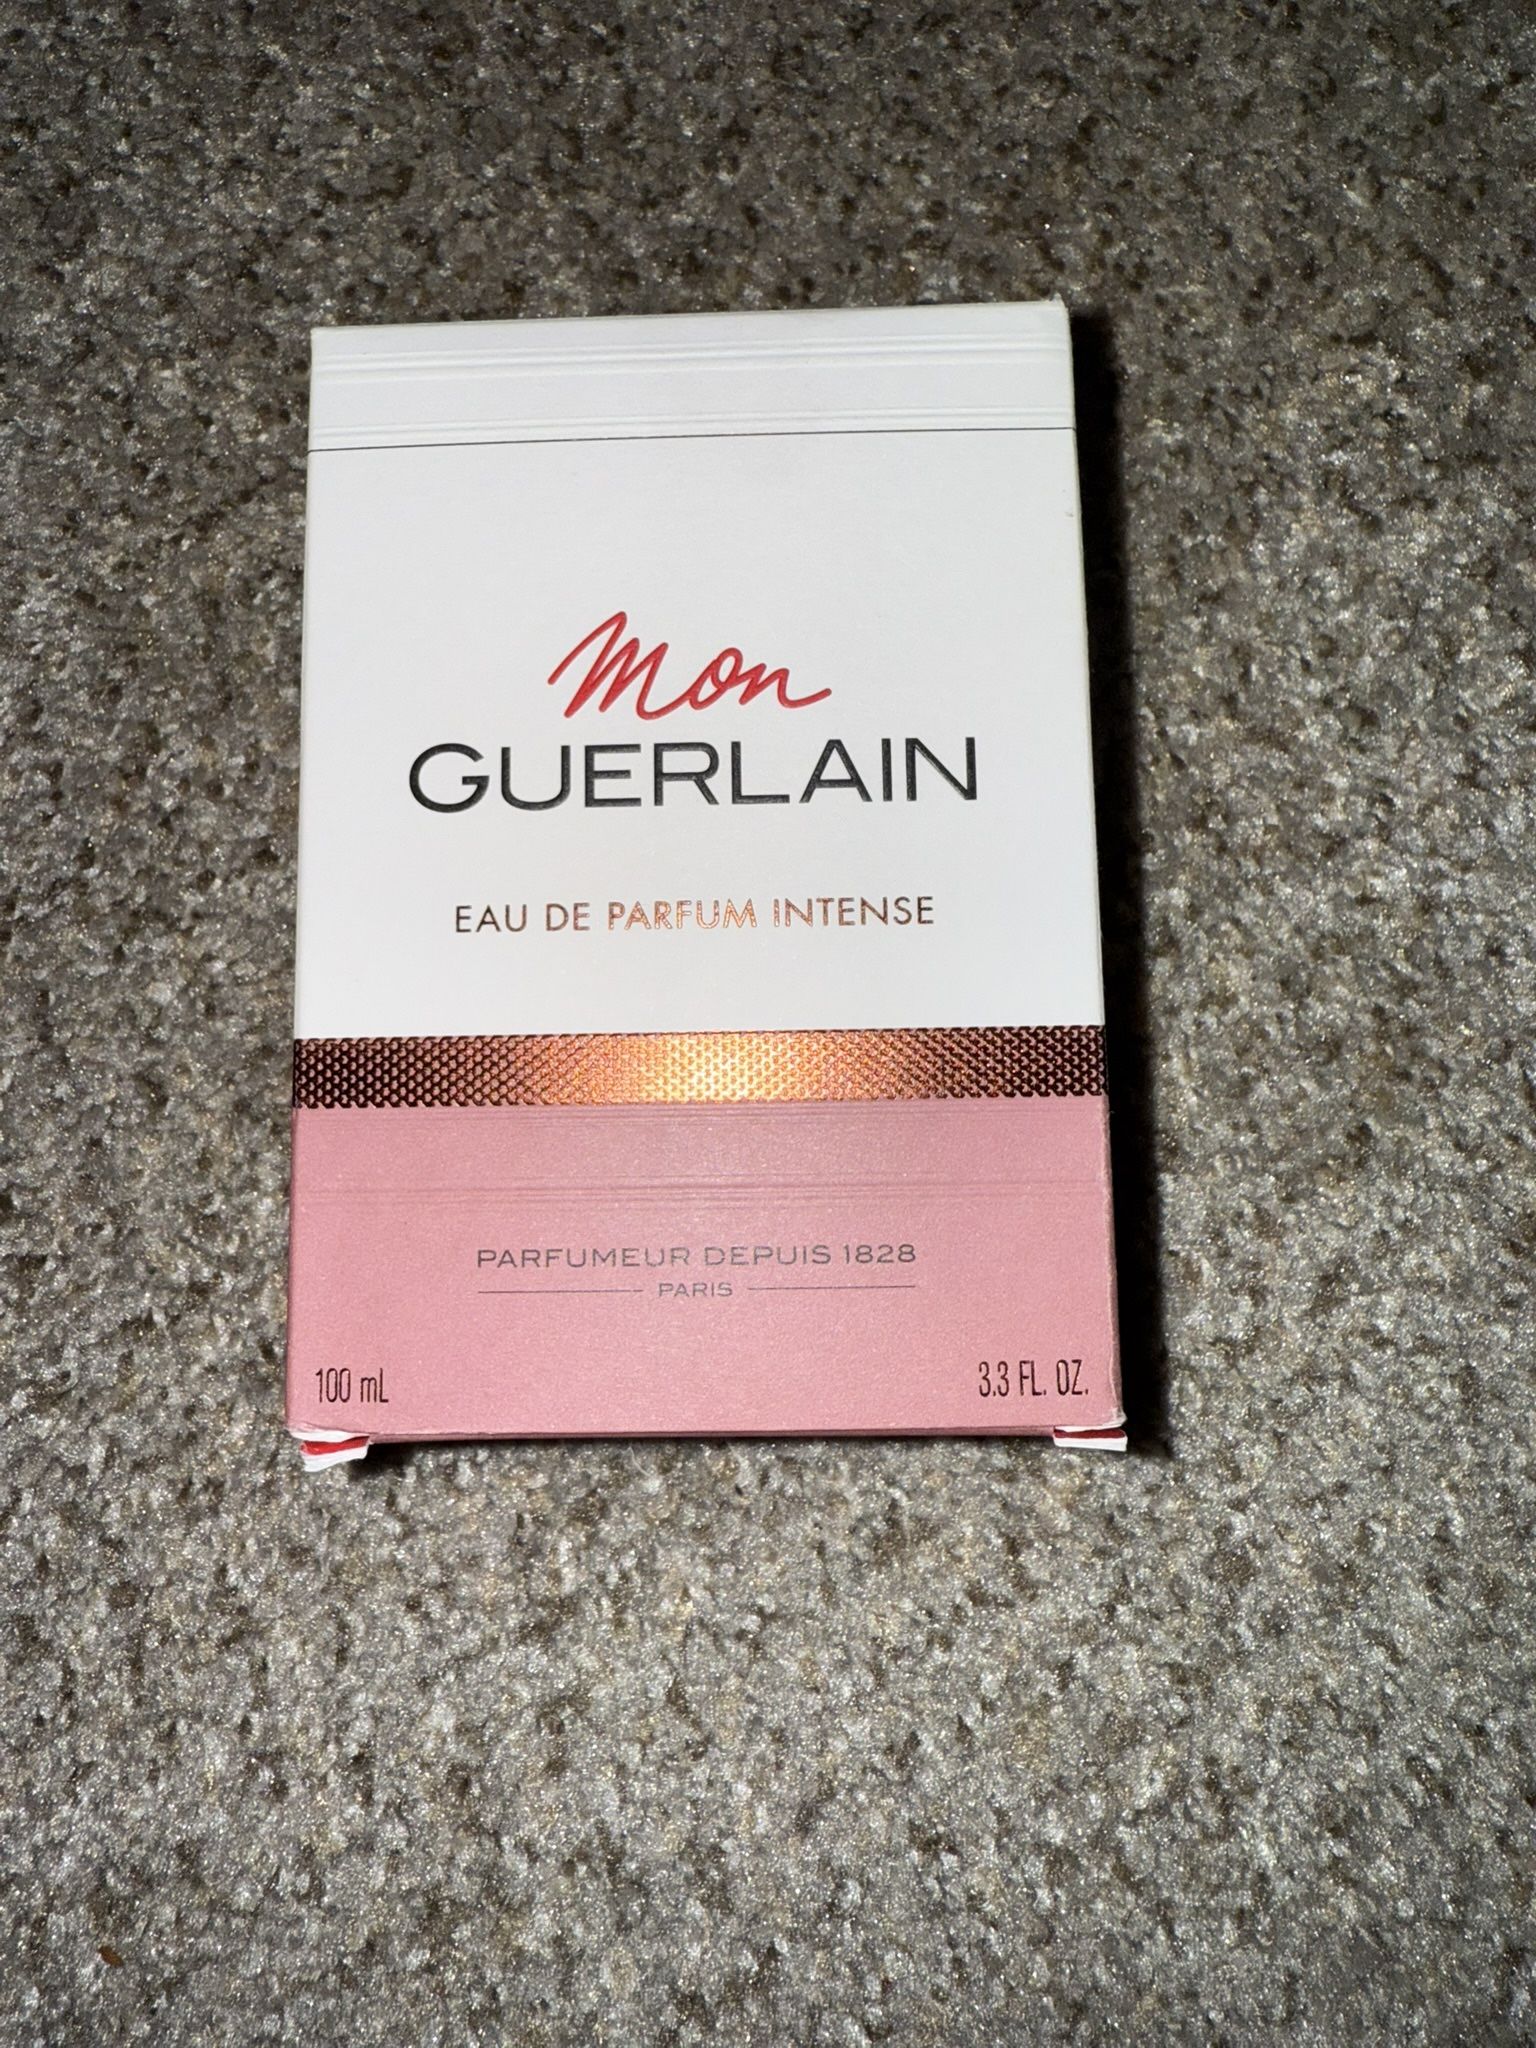 Mon
GUERLAIN
EAU DE PARFUM INTENSE
PARFUMEUR DEPUIS 1828
PARIS
100 mL
3.3 FL. OZ.